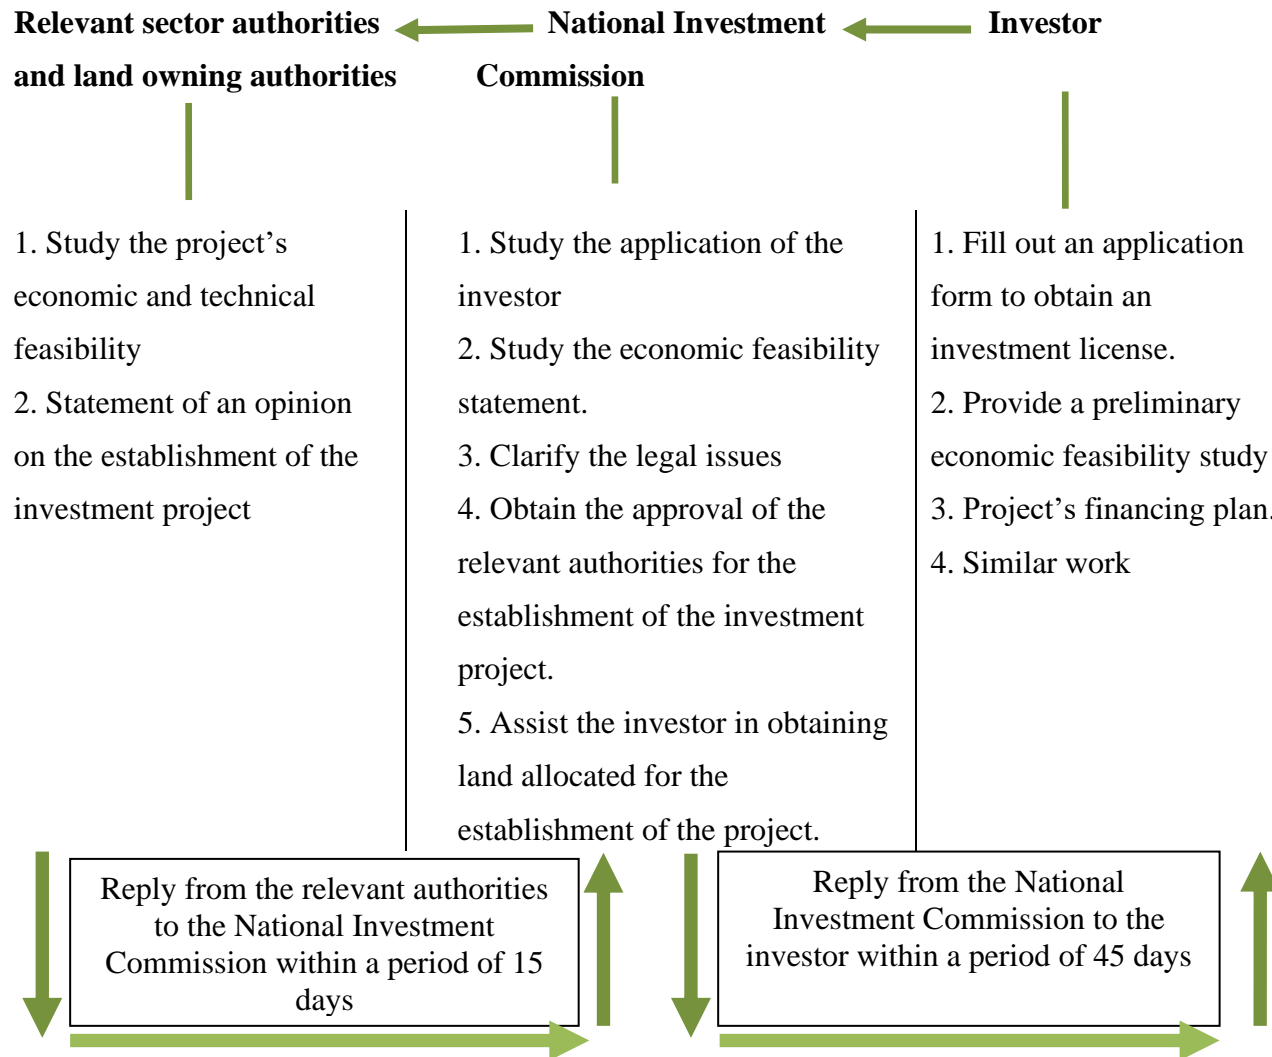 Relevant sector authorities
and land owning authorities
National Investment
Commission
Investor
1. Study the project’s
economic and technical
feasibility
2. Statement of an opinion
on the establishment of the
investment project
1. Study the application of the
investor
2. Study the economic feasibility
statement.
3. Clarify the legal issues
4. Obtain the approval of the
relevant authorities for the
establishment of the investment
project.
5. Assist the investor in obtaining
land allocated for the
establishment of the project.
1. Fill out an application
form to obtain an
investment license.
2. Provide a preliminary
economic feasibility study
3. Project’s financing plan.
4. Similar work
Reply from the relevant authorities
to the National Investment
Commission within a period of 15
days
Reply from the National
Investment Commission to the
investor within a period of 45 days